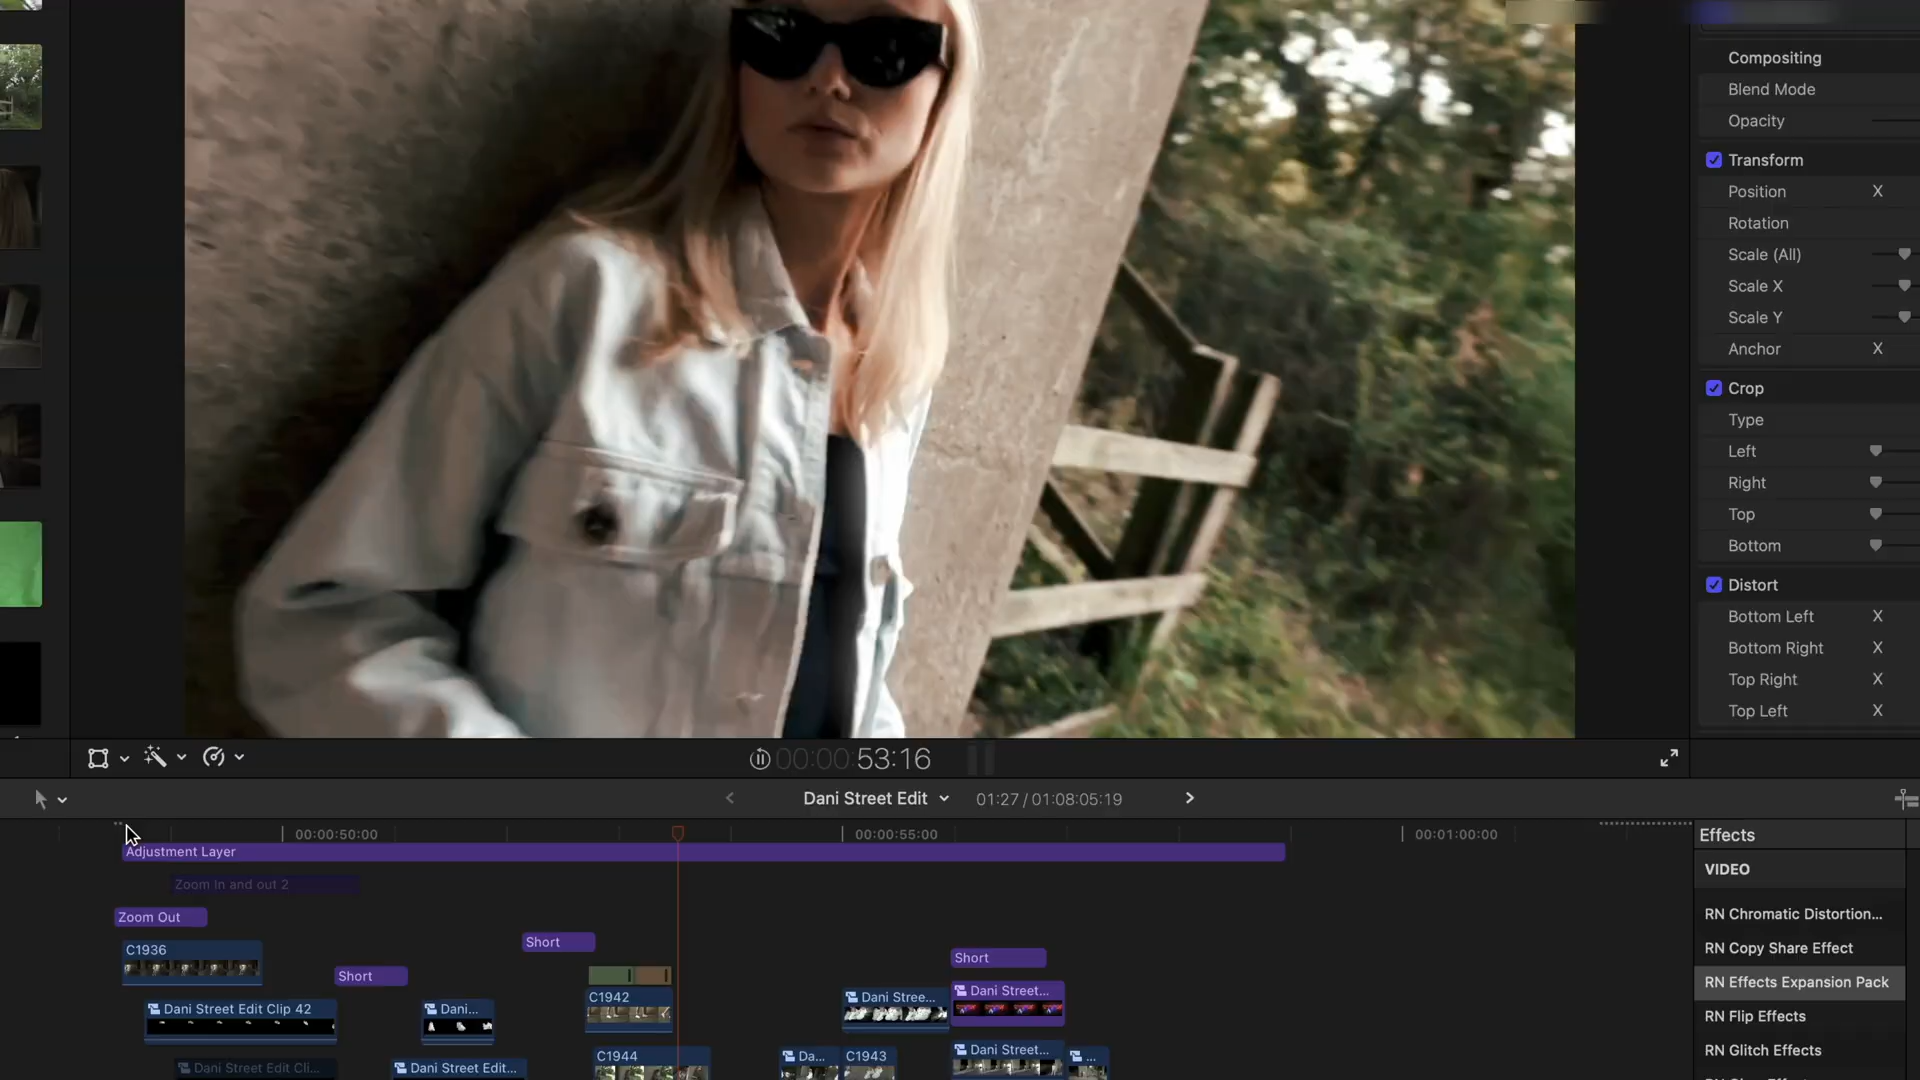 Compositing
Blend Mode
Opacity
Transform
Position X
Rotation
Scale (All)
Scale X
Scale Y
Anchor X
Crop
Type
Left
Right
Top
Bottom
Distort
Bottom Left X
Bottom Right X
Top Right X
Top Left X
00:00:00:53:16
Dani Street Edit
01:27 / 01:08:05:19
00:00:50:00
00:00:55:00
00:01:00:00
Adjustment Layer
Zoom In and out 2
Zoom Out
Short
C1936
Short
Short
C1942
Dani Street Edit Clip 42
Dani...
Dani Stree...
Dani Street...
Dani Street Edit Cli...
Dani Street Edit...
C1944
Da...
C1943
Dani Street...
...
Effects
VIDEO
RN Chromatic Distortion...
RN Copy Share Effect
RN Effects Expansion Pack
RN Flip Effects
RN Glitch Effects